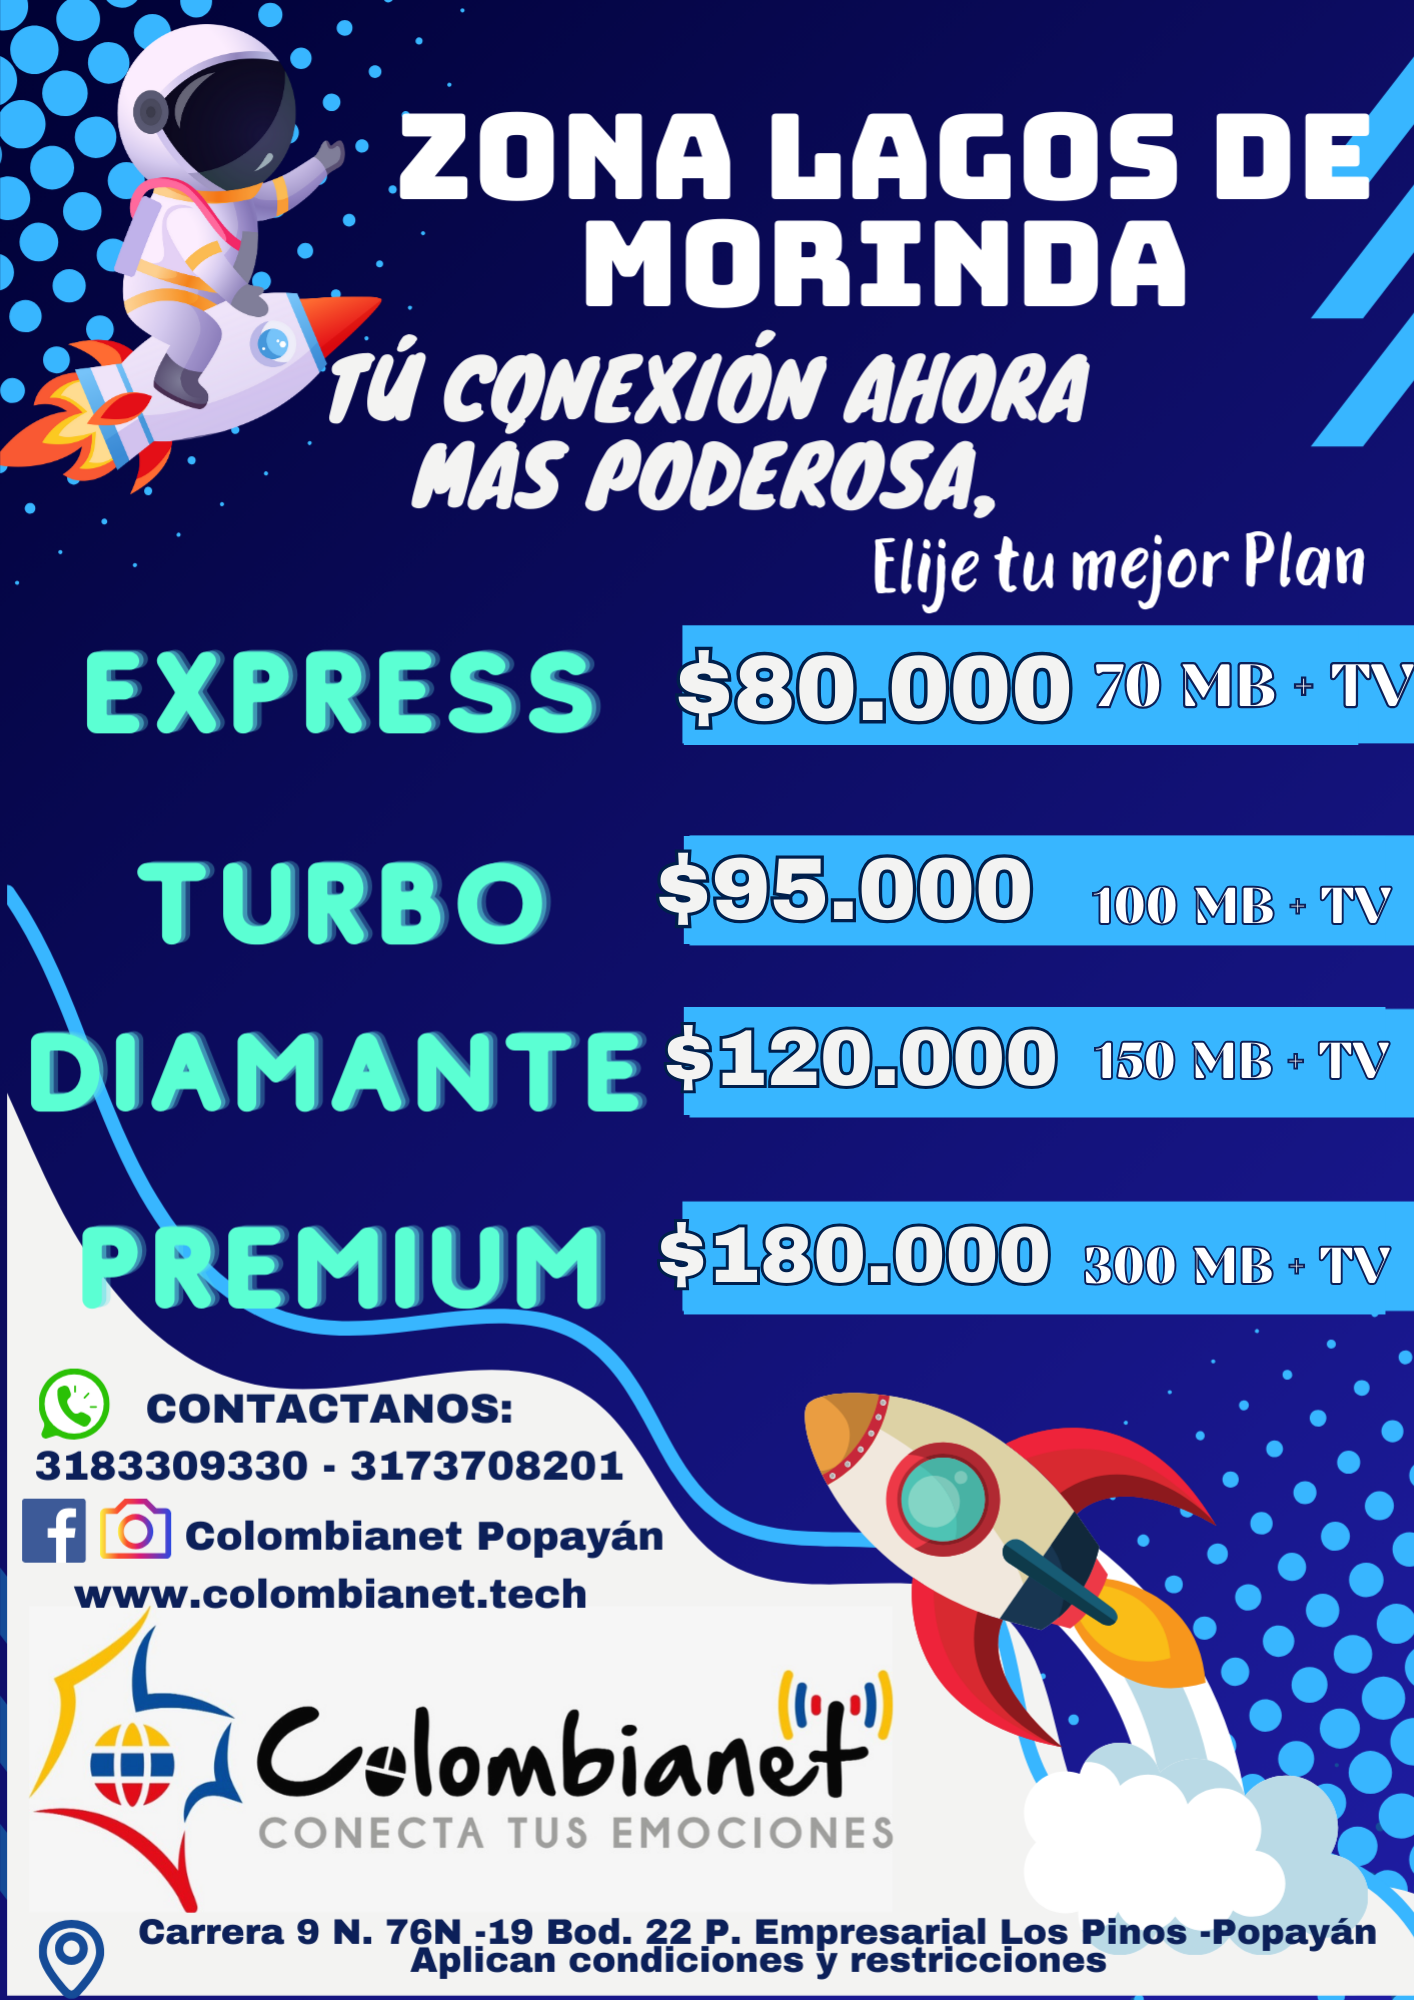 ZONA LAGOS DE
MORINDA
TÚ CONEXIÓN AHORA
MAS PODEROSA,
Elije tu mejor Plan
EXPRESS $80.000 70 MB + TV
TURBO $95.000 100 MB + TV
DIAMANTE $120.000 150 MB + TV
PREMIUM $180.000 300 MB + TV
CONTACTANOS:
3183309330 - 3173708201
Colombianet Popayán
www.colombianet.tech
Colombianet
CONECTA TUS EMOCIONES
Carrera 9 N. 76N -19 Bod. 22 P. Empresarial Los Pinos -Popayán
Aplican condiciones y restricciones